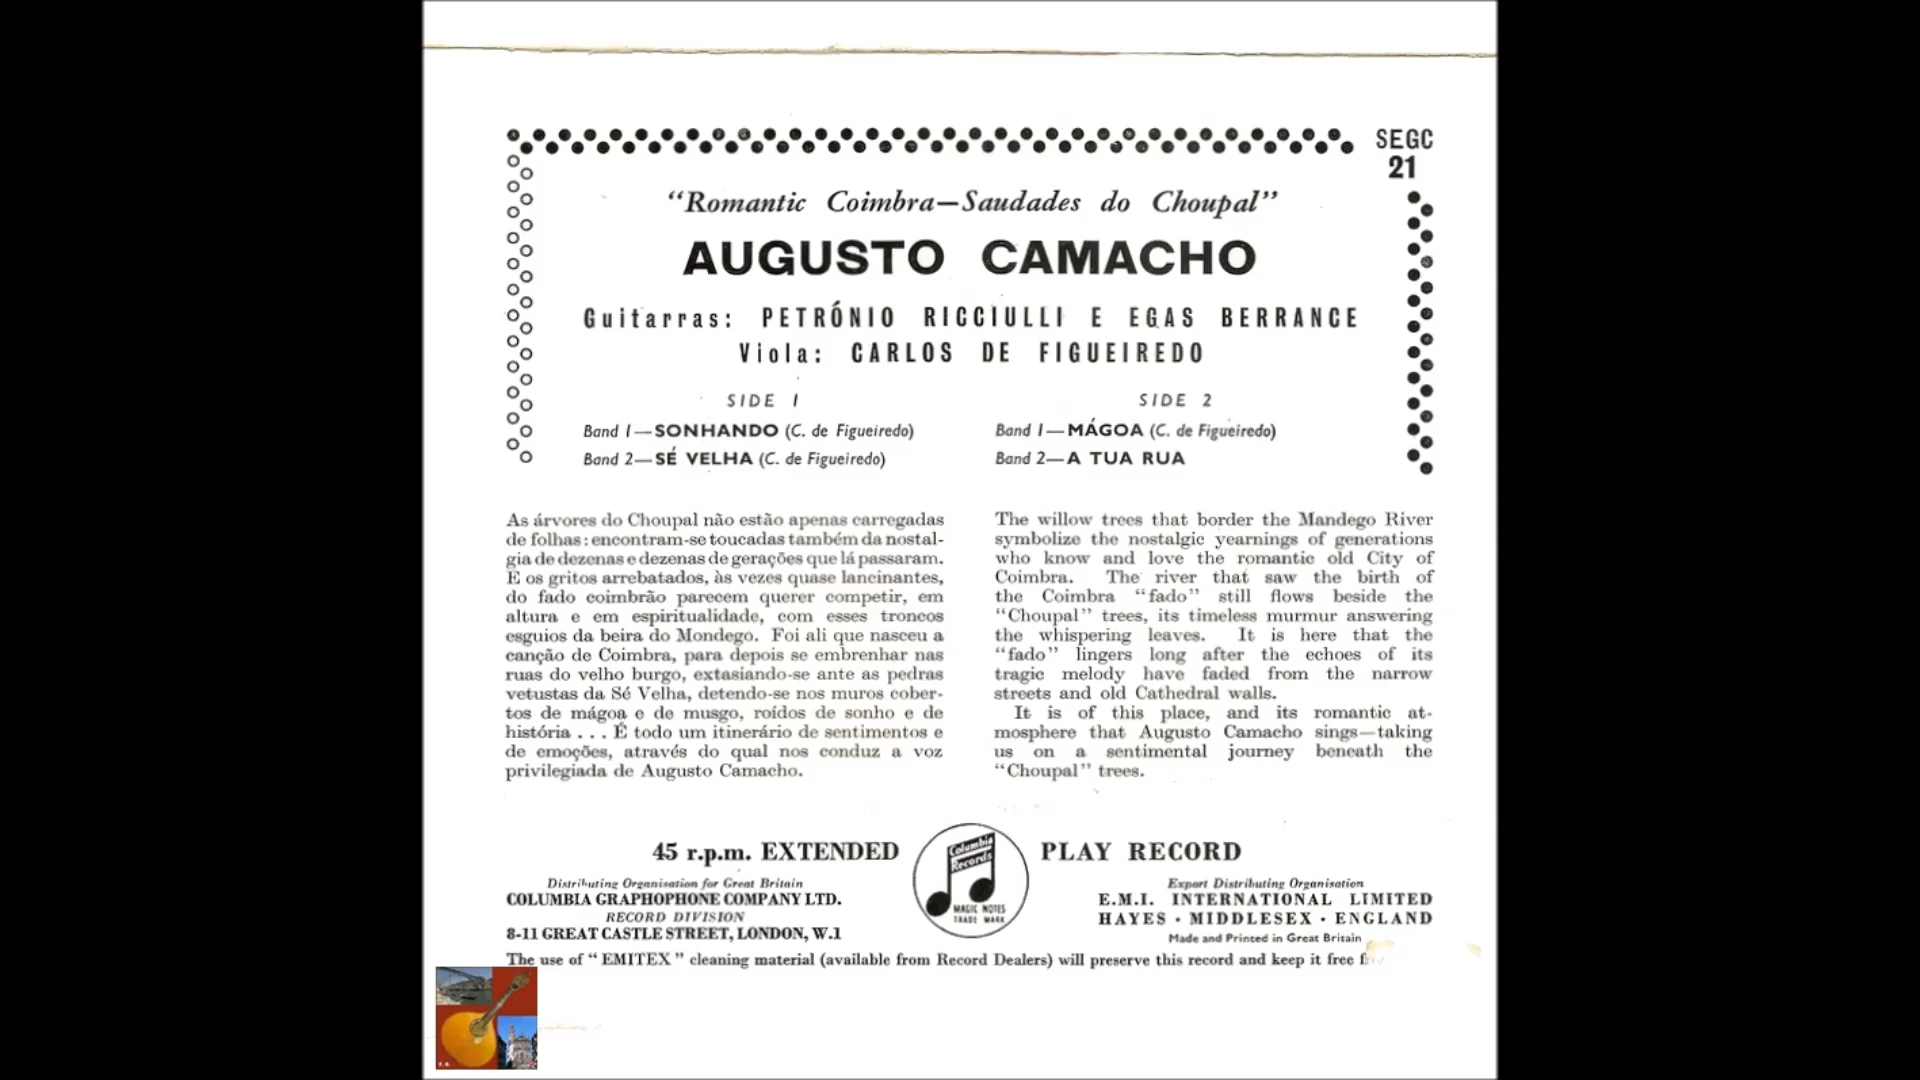 SEGC
21
“Romantic Coimbra—Saudades do Choupal”
AUGUSTO CAMACHO
Guitarras: PETRÓNIO RICCIULLI E EGAS BERRANCE
Viola: CARLOS DE FIGUEIREDO
SIDE 1
Band 1—SONHANDO (C. de Figueiredo)
Band 2—SÉ VELHA (C. de Figueiredo)
SIDE 2
Band 1—MÁGOA (C. de Figueiredo)
Band 2—A TUA RUA
As árvores do Choupal não estão apenas carregadas
de folhas: encontram-se toucadas também da nostal-
gia de dezenas e dezenas de gerações que lá passaram.
E os gritos arrebatados, às vezes quase lancinantes,
do fado coimbrão parecem querer competir, em
altura e em espiritualidade, com esses troncos
esguios da beira do Mondego. Foi ali que nasceu a
canção de Coimbra, para depois se embrenhar nas
ruas do velho burgo, extasiando-se ante as pedras
vetustas da Sé Velha, detendo-se nos muros cober-
tos de mágoa e de musgo, roídos de sonho e de
história . . . É todo um itinerário de sentimentos e
de emoções, através do qual nos conduz a voz
privilegiada de Augusto Camacho.
The willow trees that border the Mandego River
symbolize the nostalgic yearnings of generations
who know and love the romantic old City of
Coimbra. The river that saw the birth of
the Coimbra “fado” still flows beside the
“Choupal” trees, its timeless murmur answering
the whispering leaves. It is here that the
“fado” lingers long after the echoes of its
tragic melody have faded from the narrow
streets and old Cathedral walls.
It is of this place, and its romantic at-
mosphere that Augusto Camacho sings—taking
us on a sentimental journey beneath the
“Choupal” trees.
45 r.p.m. EXTENDED PLAY RECORD
Columbia
Records
MAGIC NOTES
TRADE MARK
Distributing Organisation for Great Britain
COLUMBIA GRAPHOPHONE COMPANY LTD.
RECORD DIVISION
8-11 GREAT CASTLE STREET, LONDON, W.1
Export Distributing Organisation
E.M.I. INTERNATIONAL LIMITED
HAYES · MIDDLESEX · ENGLAND
Made and Printed in Great Britain
The use of “EMITEX” cleaning material (available from Record Dealers) will preserve this record and keep it free